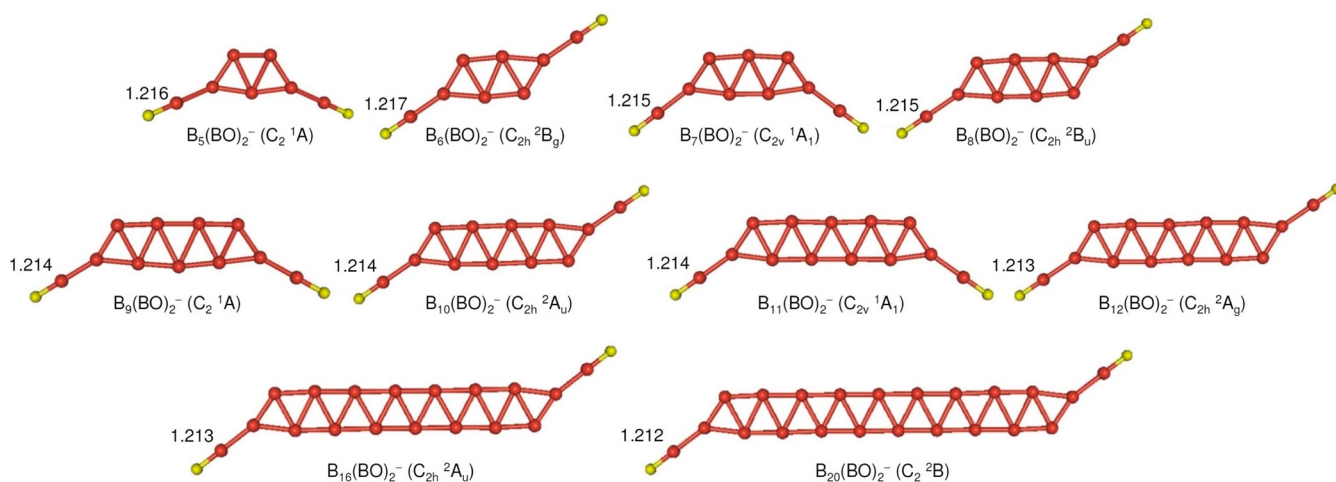 1.216
B₅(BO)₂⁻ (C₂ ¹A)
1.217
B₆(BO)₂⁻ (C₂ₕ ²B_g)
1.215
B₇(BO)₂⁻ (C₂ᵥ ¹A₁)
1.215
B₈(BO)₂⁻ (C₂ₕ ²Bᵤ)
1.214
B₉(BO)₂⁻ (C₂ ¹A)
1.214
B₁₀(BO)₂⁻ (C₂ₕ ²Aᵤ)
1.214
B₁₁(BO)₂⁻ (C₂ᵥ ¹A₁)
1.213
B₁₂(BO)₂⁻ (C₂ₕ ²A_g)
1.213
B₁₆(BO)₂⁻ (C₂ₕ ²Aᵤ)
1.212
B₂₀(BO)₂⁻ (C₂ ²B)